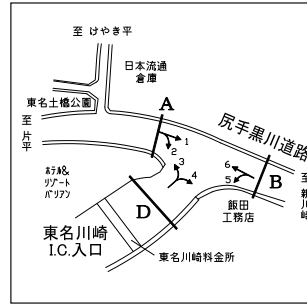 至 けやき平
日本流通
倉庫
東名土橋公園
A
尻手黒川道路
至
片
平
1
2
3
4
6
5
B
至
ホテル&
リゾート
バリアン
D
飯田
工務店
東名川崎
I.C.入口
東名川崎料金所